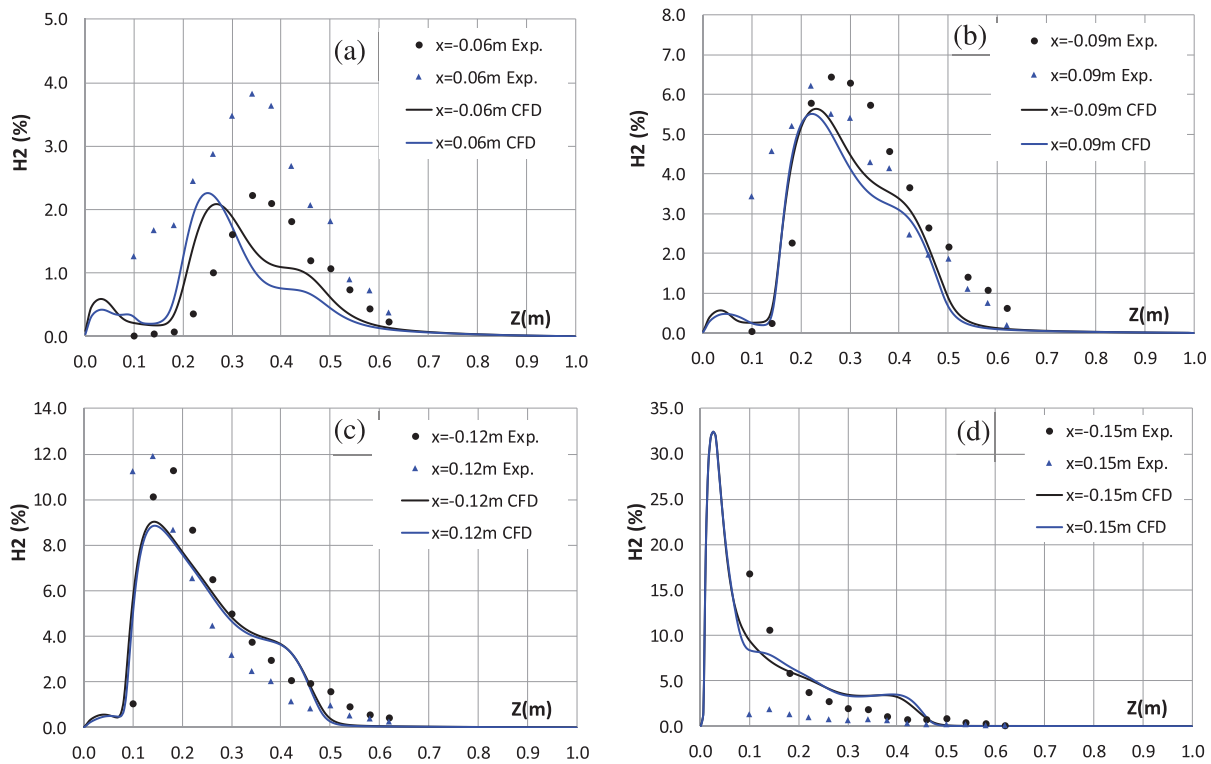 (a)
5.0
4.0
3.0
2.0
1.0
0.0
H2 (%)
x=-0.06m Exp.
x=0.06m Exp.
x=-0.06m CFD
x=0.06m CFD
Z(m)
0.0 0.1 0.2 0.3 0.4 0.5 0.6 0.7 0.8 0.9 1.0
(b)
8.0
7.0
6.0
5.0
4.0
3.0
2.0
1.0
0.0
H2 (%)
x=-0.09m Exp.
x=0.09m Exp.
x=-0.09m CFD
x=0.09m CFD
Z(m)
0.0 0.1 0.2 0.3 0.4 0.5 0.6 0.7 0.8 0.9 1.0
(c)
14.0
12.0
10.0
8.0
6.0
4.0
2.0
0.0
H2 (%)
x=-0.12m Exp.
x=0.12m Exp.
x=-0.12m CFD
x=0.12m CFD
Z(m)
0.0 0.1 0.2 0.3 0.4 0.5 0.6 0.7 0.8 0.9 1.0
(d)
35.0
30.0
25.0
20.0
15.0
10.0
5.0
0.0
H2 (%)
x=-0.15m Exp.
x=0.15m Exp.
x=-0.15m CFD
x=0.15m CFD
Z(m)
0.0 0.1 0.2 0.3 0.4 0.5 0.6 0.7 0.8 0.9 1.0